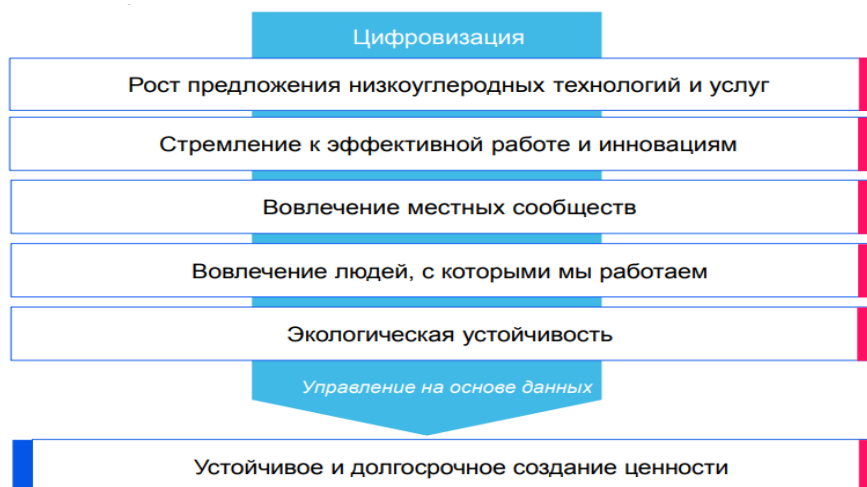 Цифровизация
Рост предложения низкоуглеродных технологий и услуг
Стремление к эффективной работе и инновациям
Вовлечение местных сообществ
Вовлечение людей, с которыми мы работаем
Экологическая устойчивость
Управление на основе данных
Устойчивое и долгосрочное создание ценности